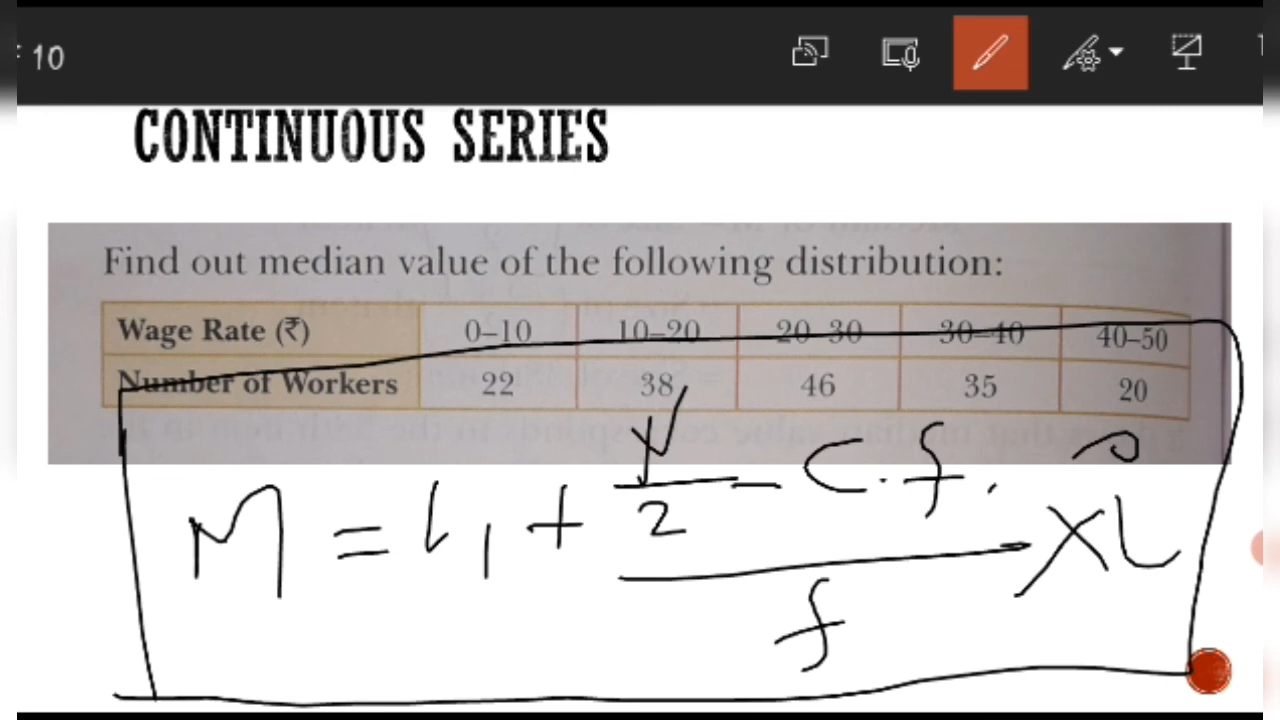 10
CONTINUOUS SERIES
Find out median value of the following distribution:
Wage Rate (₹) 0–10 10–20 20–30 30–40 40–50
Number of Workers 22 38 46 35 20
M = l₁ + N/2 - c.f. / f × i